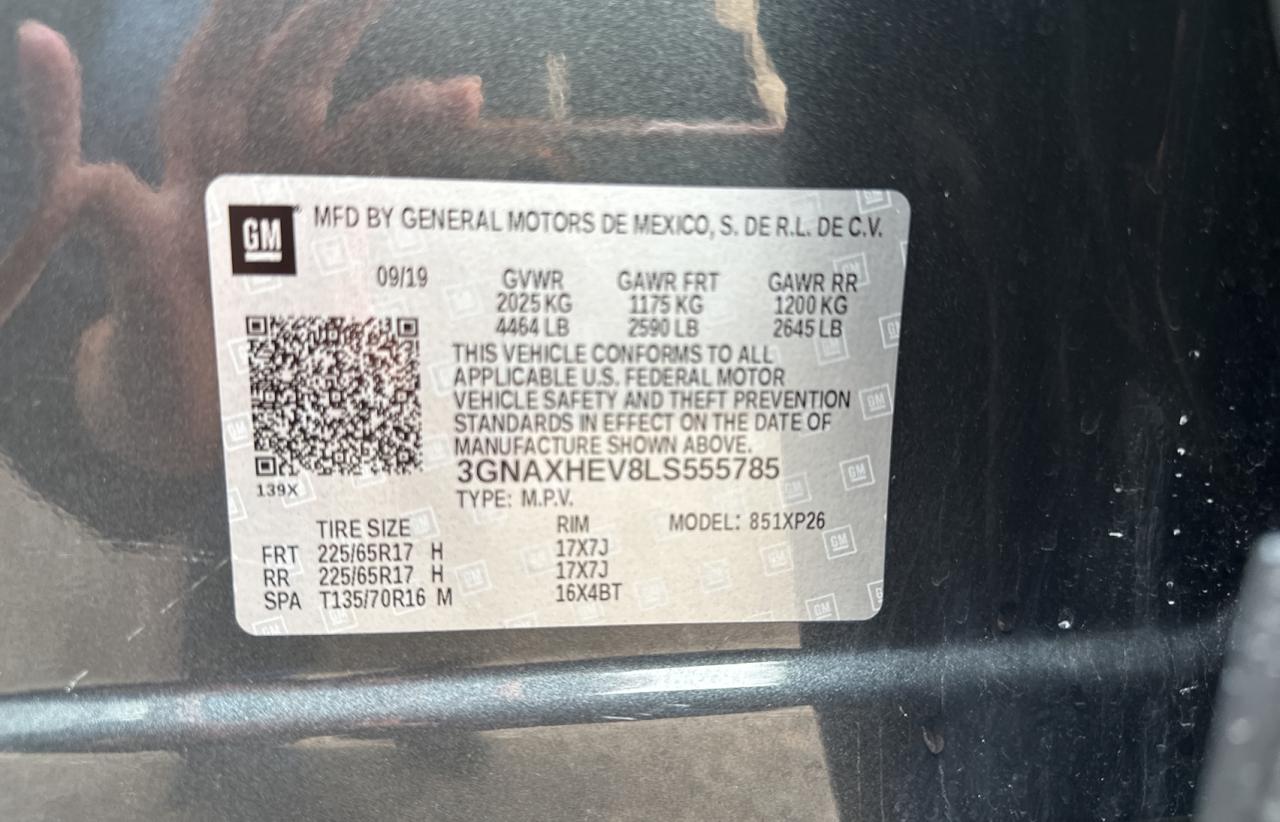 GM MFD BY GENERAL MOTORS DE MEXICO, S. DE R.L. DE C.V.
09/19 GVWR GAWR FRT GAWR RR
2025 KG 1175 KG 1200 KG
4464 LB 2590 LB 2645 LB
THIS VEHICLE CONFORMS TO ALL
APPLICABLE U.S. FEDERAL MOTOR
VEHICLE SAFETY AND THEFT PREVENTION
STANDARDS IN EFFECT ON THE DATE OF
MANUFACTURE SHOWN ABOVE.
3GNAXHEV8LS555785
139X TYPE: M.P.V.
TIRE SIZE RIM MODEL: 851XP26
FRT 225/65R17 H 17X7J
RR 225/65R17 H 17X7J
SPA T135/70R16 M 16X4BT